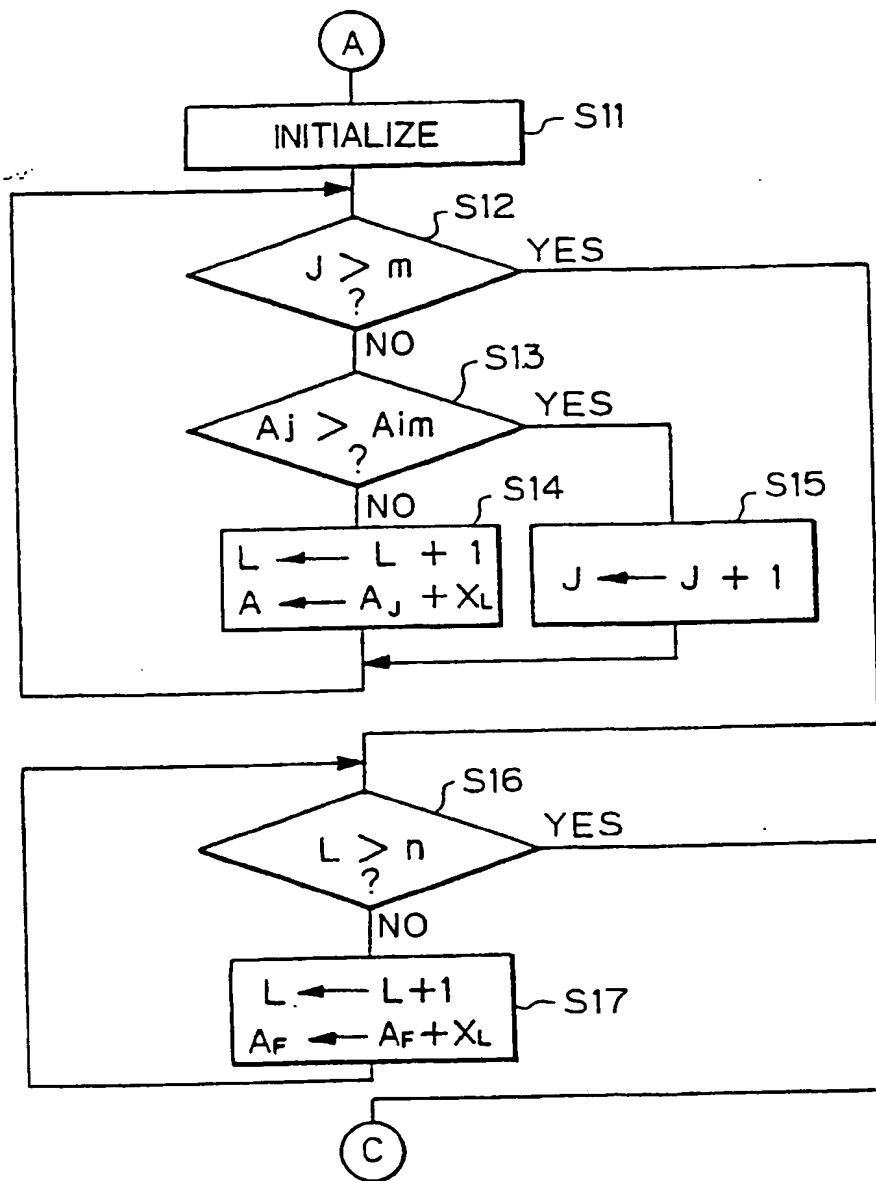 A
INITIALIZE
S11
S12
J > m
?
YES
NO
S13
Aj > Aim
?
YES
NO
S14
L ← L + 1
A ← AJ + XL
S15
J ← J + 1
S16
L > n
?
YES
NO
L ← L+1
AF ← AF+XL
S17
C